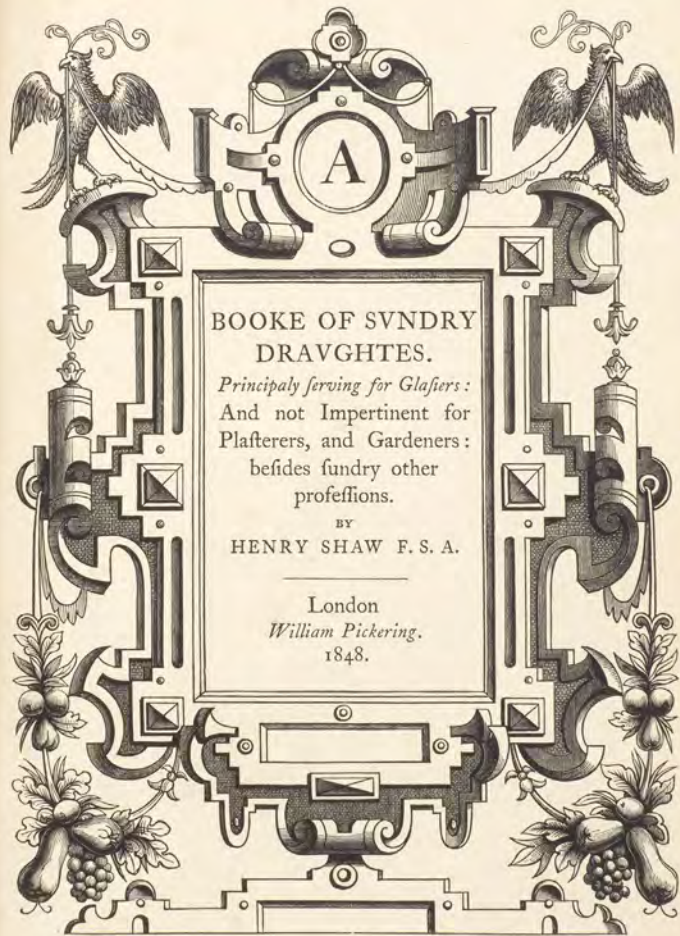 A
BOOKE OF SVNDRY
DRAVGHTES.
Principaly ſerving for Glaſiers :
And not Impertinent for
Plaſterers, and Gardeners :
beſides ſundry other
profeſſions.
BY
HENRY SHAW F. S. A.
London
William Pickering.
1848.